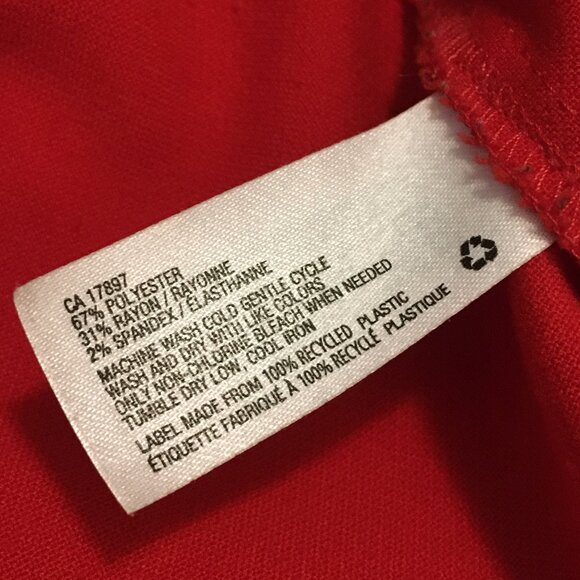 CA 17897
67% POLYESTER
31% RAYON / RAYONNE
2% SPANDEX / ÉLASTHANNE
MACHINE WASH COLD GENTLE CYCLE
WASH AND DRY WITH LIKE COLORS
ONLY NON-CHLORINE BLEACH WHEN NEEDED
TUMBLE DRY LOW, COOL IRON
LABEL MADE FROM 100% RECYCLED PLASTIC
ÉTIQUETTE FABRIQUÉ À 100% RECYCLÉ PLASTIQUE